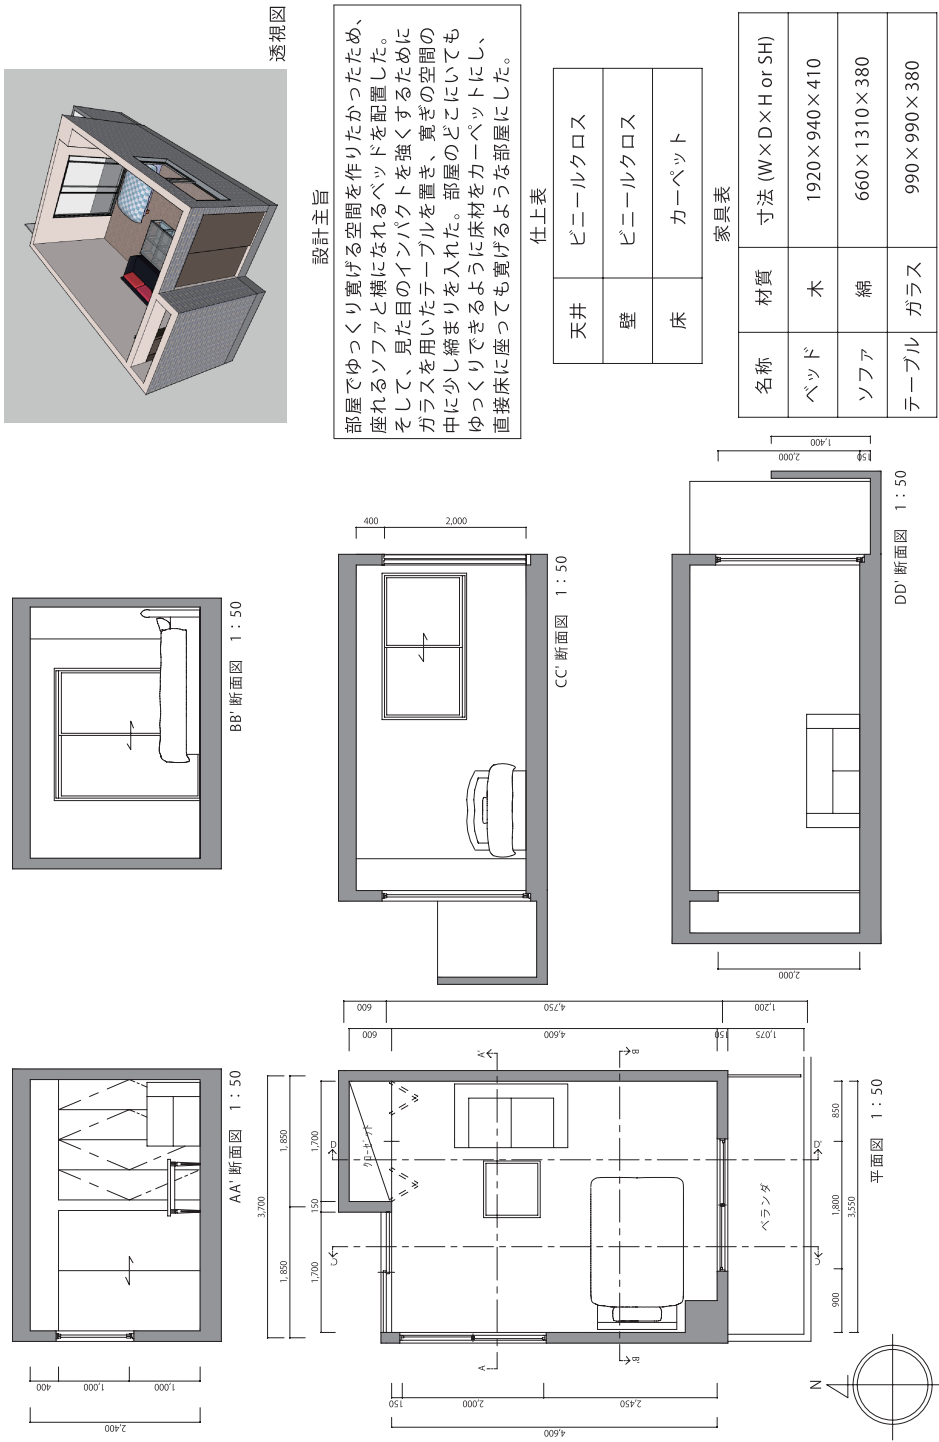 透視図
設計主旨
部屋でゆっくり寛げる空間を作りたかったため、
座れるソファと横になれるベッドを配置した。
そして、見た目のインパクトを強くするために
ガラスを用いたテーブルを置き、寛ぎの空間の
中に少し締まりを入れた。部屋のどこにいても
ゆっくりできるように床材をカーペットにし、
直接床に座っても寛げるような部屋にした。
仕上表
天井 ビニールクロス
壁 ビニールクロス
床 カーペット
家具表
名称 材質 寸法 (W×D×H or SH)
ベッド 木 1920×940×410
ソファ 綿 660×1310×380
テーブル ガラス 990×990×380
BB' 断面図 1：50
400
2,000
CC' 断面図 1：50
1,400
2,000
150
2,000
DD' 断面図 1：50
400
1,000
1,000
2,400
AA' 断面図 1：50
3,700
1,850
1,850
1,700
150
1,700
600
4,750
1,200
600
4,600
150
1,075
クローゼット
A
A'
B
B'
C
C'
D
D'
ベランダ
150
2,000
2,450
4,600
900
1,800
850
3,550
平面図 1：50
N